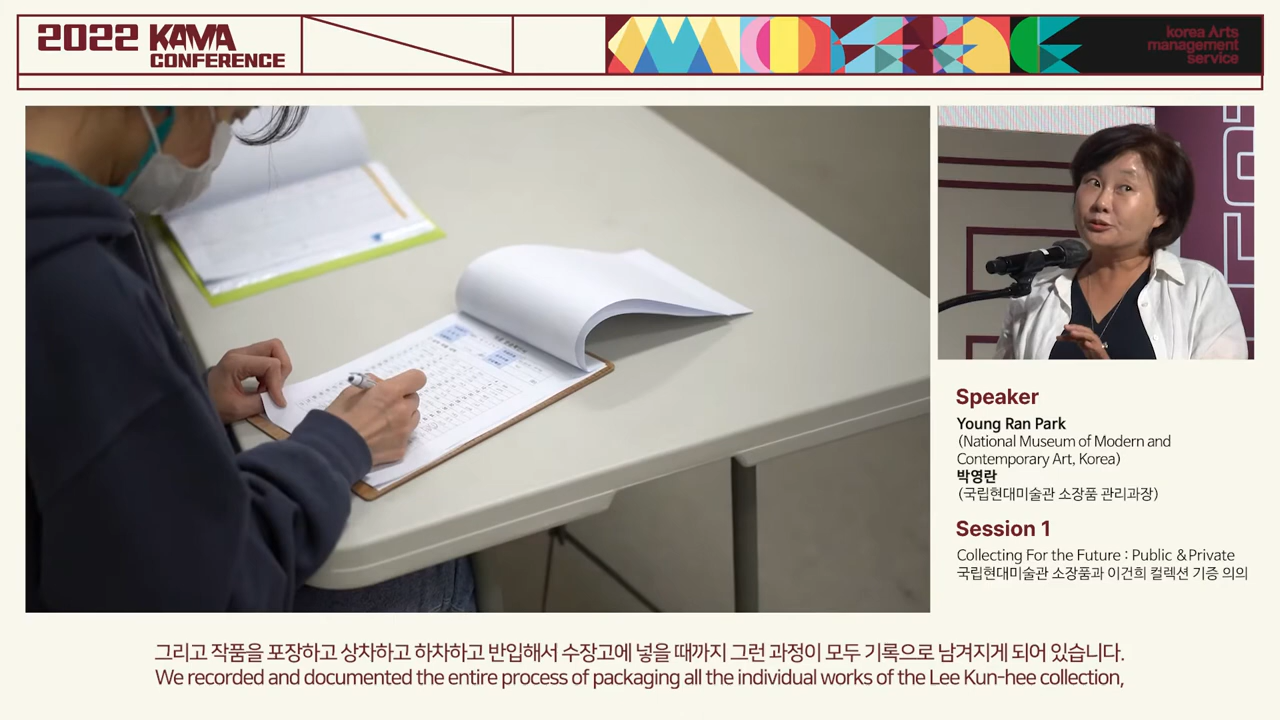 2022 KAMA
CONFERENCE
korea Arts
management
service
Speaker
Young Ran Park
(National Museum of Modern and
Contemporary Art, Korea)
박영란
(국립현대미술관 소장품 관리과장)
Session 1
Collecting For the Future : Public & Private
국립현대미술관 소장품과 이건희 컬렉션 기증 의의
그리고 작품을 포장하고 상차하고 하차하고 반입해서 수장고에 넣을 때까지 그런 과정이 모두 기록으로 남겨지게 되어 있습니다.
We recorded and documented the entire process of packaging all the individual works of the Lee Kun-hee collection,